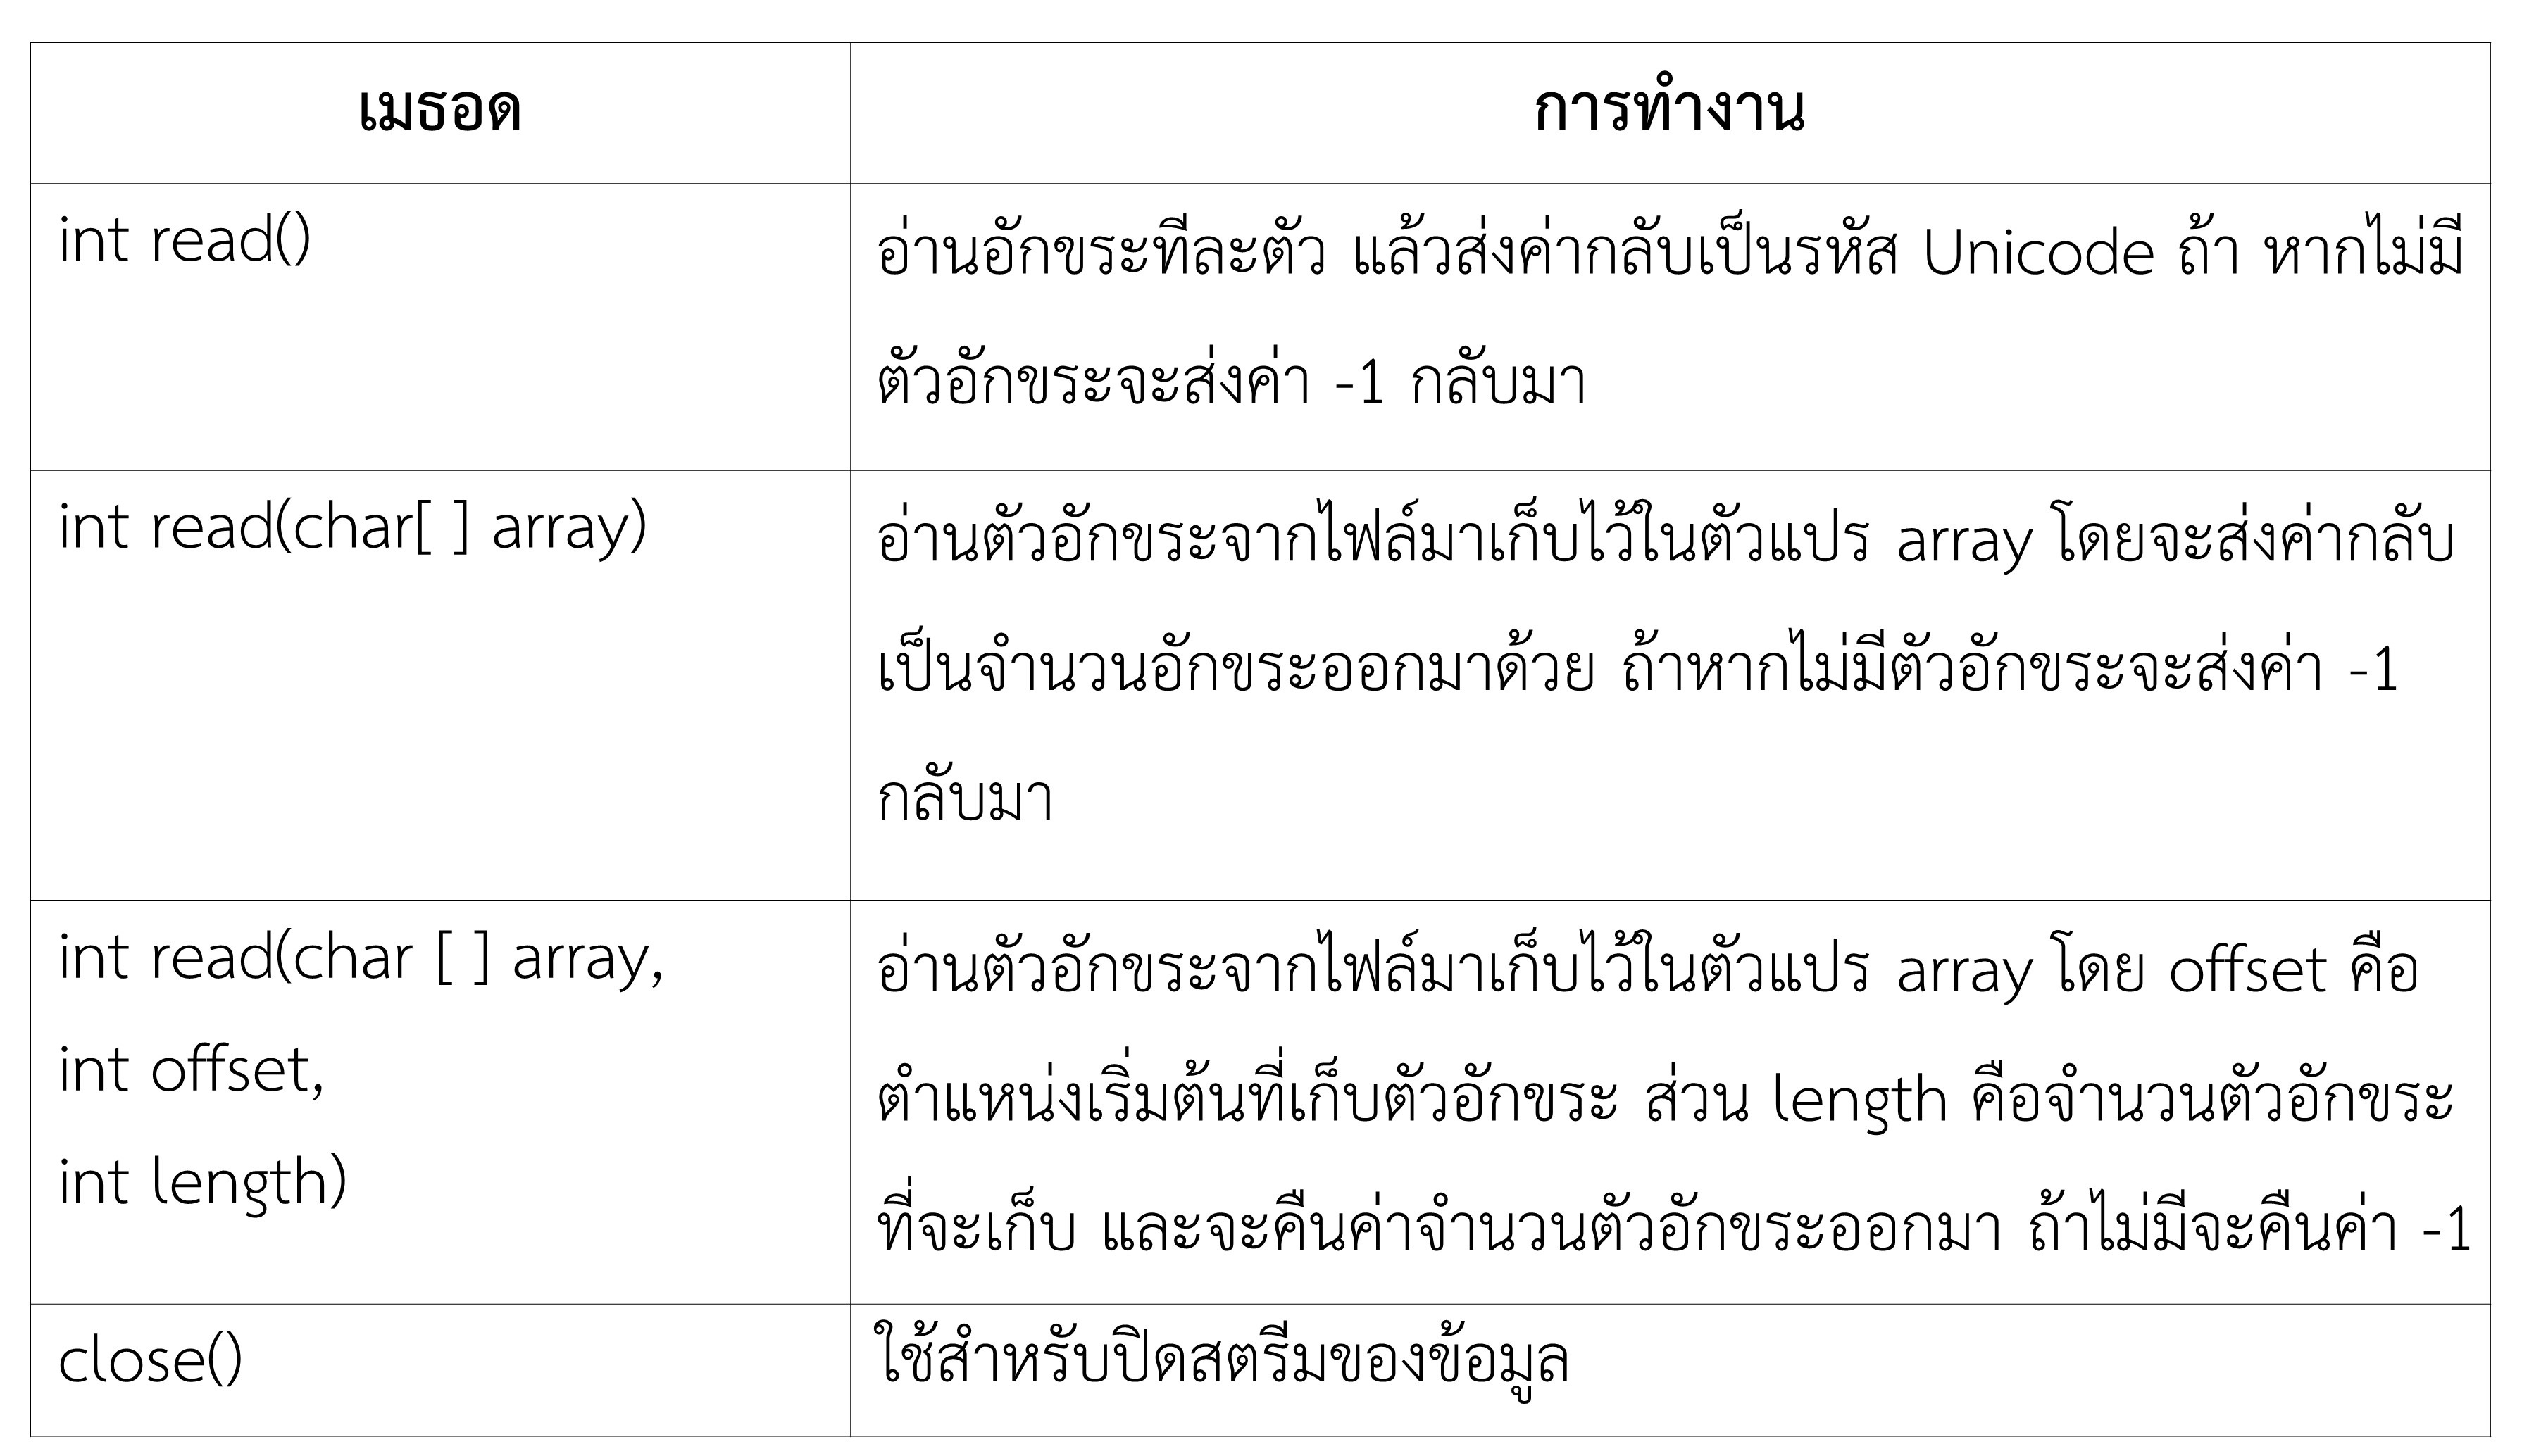 เมธอด
การทำงาน
int read()
อ่านอักขระทีละตัว แล้วส่งค่ากลับเป็นรหัส Unicode ถ้า หากไม่มี
ตัวอักขระจะส่งค่า -1 กลับมา
int read(char[ ] array)
อ่านตัวอักขระจากไฟล์มาเก็บไว้ในตัวแปร array โดยจะส่งค่ากลับ
เป็นจำนวนอักขระออกมาด้วย ถ้าหากไม่มีตัวอักขระจะส่งค่า -1
กลับมา
int read(char [ ] array,
int offset,
int length)
อ่านตัวอักขระจากไฟล์มาเก็บไว้ในตัวแปร array โดย offset คือ
ตำแหน่งเริ่มต้นที่เก็บตัวอักขระ ส่วน length คือจำนวนตัวอักขระ
ที่จะเก็บ และจะคืนค่าจำนวนตัวอักขระออกมา ถ้าไม่มีจะคืนค่า -1
close()
ใช้สำหรับปิดสตรีมของข้อมูล